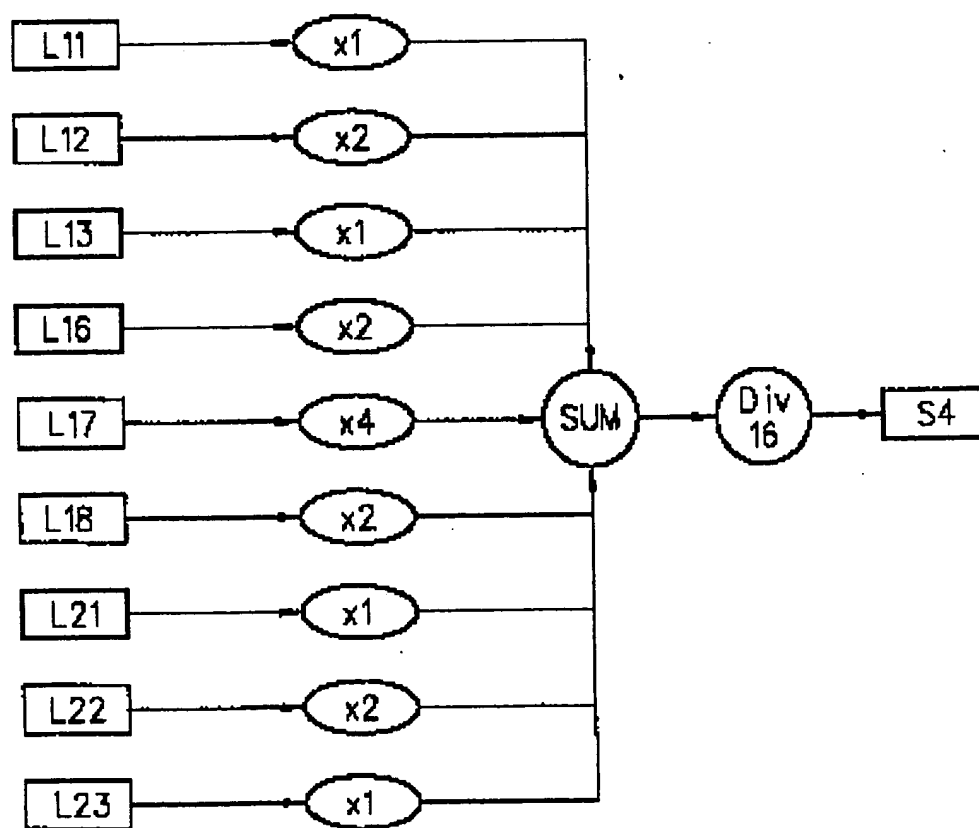 L11 x1
L12 x2
L13 x1
L16 x2
L17 x4 SUM Div 16 S4
L18 x2
L21 x1
L22 x2
L23 x1